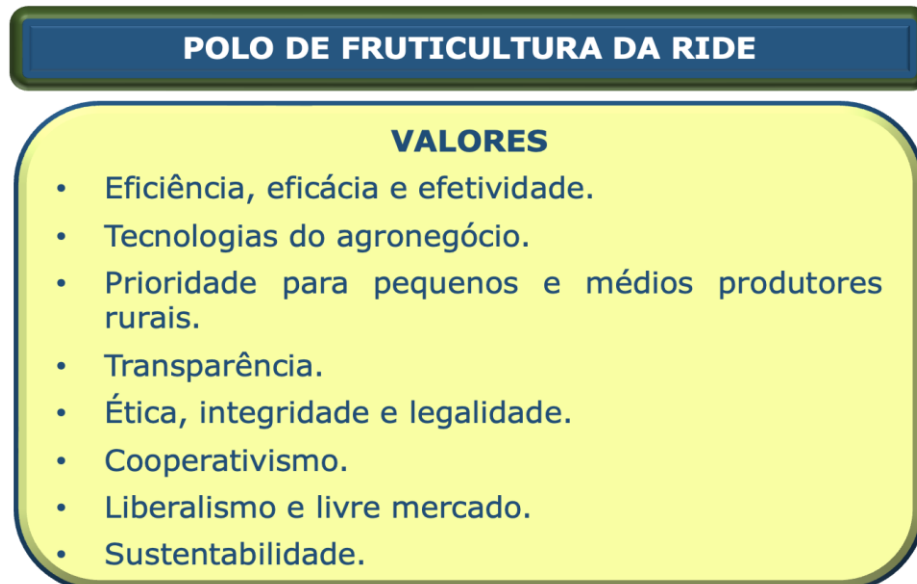 POLO DE FRUTICULTURA DA RIDE
VALORES
• Eficiência, eficácia e efetividade.
• Tecnologias do agronegócio.
• Prioridade para pequenos e médios produtores
rurais.
• Transparência.
• Ética, integridade e legalidade.
• Cooperativismo.
• Liberalismo e livre mercado.
• Sustentabilidade.